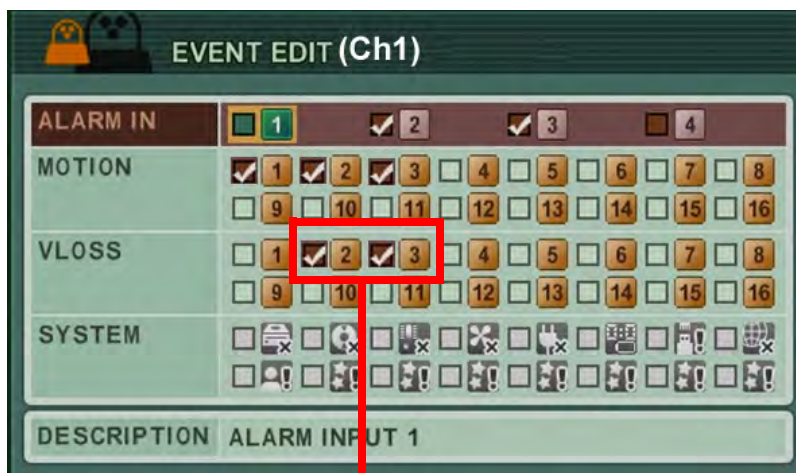 EVENT EDIT (Ch1)
ALARM IN 1 2 3 4
MOTION 1 2 3 4 5 6 7 8
9 10 11 12 13 14 15 16
VLOSS 1 2 3 4 5 6 7 8
9 10 11 12 13 14 15 16
SYSTEM
DESCRIPTION ALARM INPUT 1